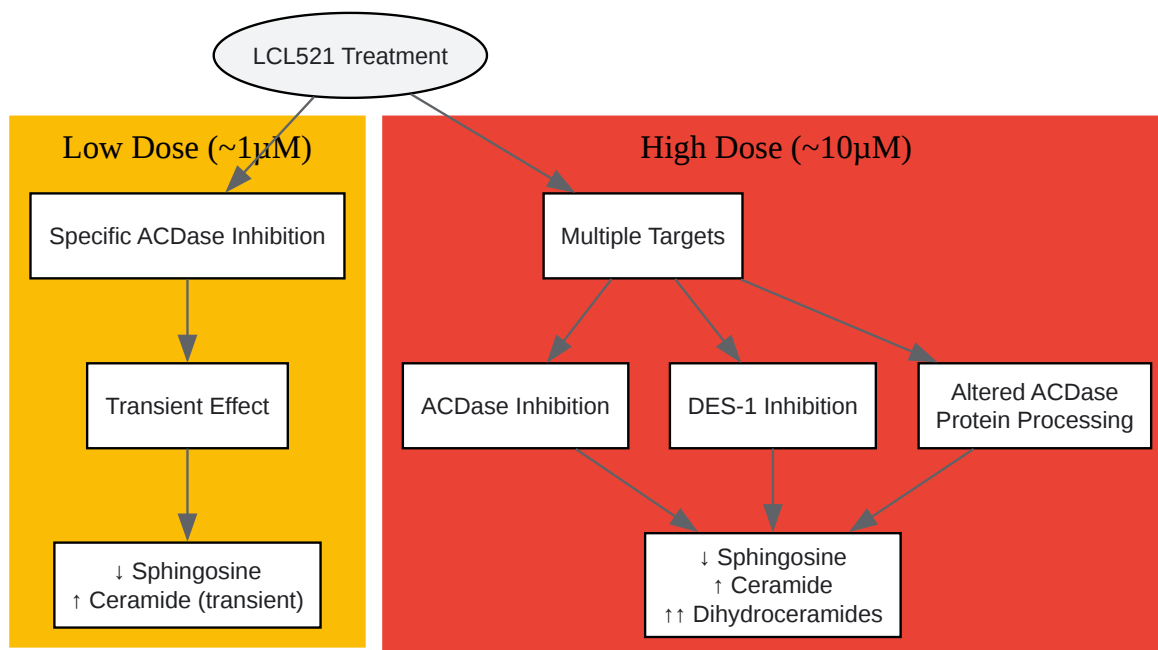 LCL521 Treatment
Low Dose (~1µM)
Specific ACDase Inhibition
Transient Effect
↓ Sphingosine
↑ Ceramide (transient)
High Dose (~10µM)
Multiple Targets
ACDase Inhibition
DES-1 Inhibition
Altered ACDase
Protein Processing
↓ Sphingosine
↑ Ceramide
↑↑ Dihydroceramides